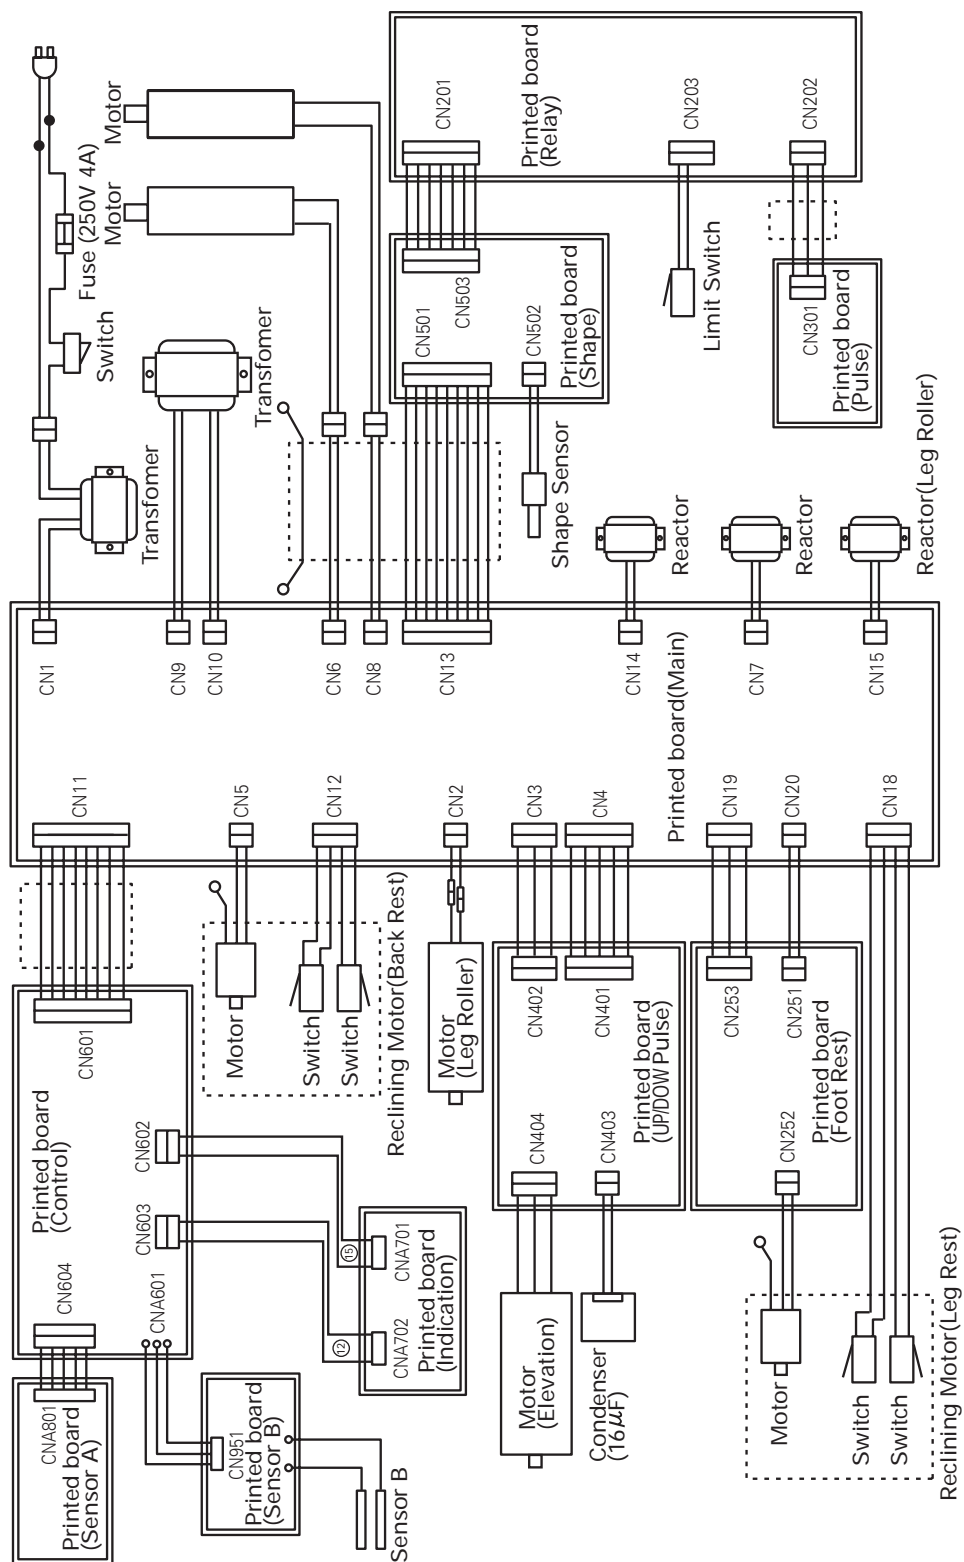 Printed board
(Sensor A)
CNA801
Printed board
(Control)
CN604
CNA601
CN603
CN602
CN601
CN11
CN1
Transfomer
Switch
Fuse (250V 4A)
Motor
Motor
CN9
CN10
Transfomer
CN951
Printed board
(Sensor B)
Sensor B
12
15
CNA702
CNA701
Printed board
(Indication)
Motor
Switch
Switch
Reclining Motor(Back Rest)
CN5
CN12
CN6
CN8
CN13
CN501
CN503
CN502
Printed board
(Shape)
Shape Sensor
CN201
Printed board
(Relay)
CN203
CN202
Limit Switch
CN301
Printed board
(Pulse)
Motor
(Leg Roller)
CN2
Motor
(Elevation)
Condenser
(16μF)
CN404
CN403
Printed board
(UP/DOW Pulse)
CN402
CN401
CN3
CN4
Printed board(Main)
CN14
Reactor
CN7
Reactor
CN15
Reactor(Leg Roller)
CN19
CN20
CN18
CN253
CN251
CN252
Printed board
(Foot Rest)
Motor
Switch
Switch
Reclining Motor(Leg Rest)